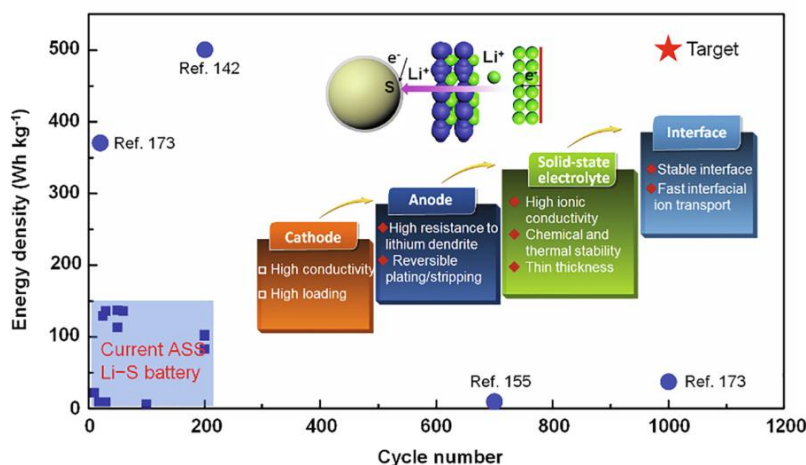 Energy density (Wh kg⁻¹)
500
400
300
200
100
0
Ref. 142
Ref. 173
e⁻
Li⁺
S
Li⁺
e⁻
Target
Cathode
High conductivity
High loading
Anode
High resistance to
lithium dendrite
Reversible
plating/stripping
Solid-state
electrolyte
High ionic
conductivity
Chemical and
thermal stability
Thin thickness
Interface
Stable interface
Fast interfacial
ion transport
Current ASS
Li–S battery
Ref. 155
Ref. 173
0
200
400
600
800
1000
1200
Cycle number